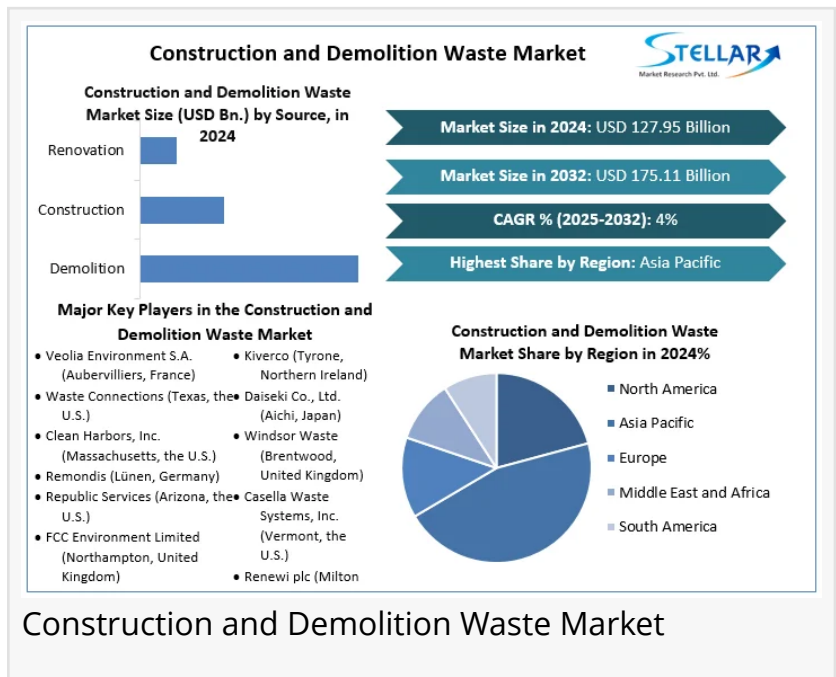 Construction and Demolition Waste Market
STELLAR
Market Research Pvt. Ltd.
Construction and Demolition Waste
Market Size (USD Bn.) by Source, in
2024
Renovation
Construction
Demolition
Market Size in 2024: USD 127.95 Billion
Market Size in 2032: USD 175.11 Billion
CAGR % (2025-2032): 4%
Highest Share by Region: Asia Pacific
Major Key Players in the Construction and
Demolition Waste Market
• Veolia Environment S.A.
(Aubervilliers, France)
• Waste Connections (Texas, the
U.S.)
• Clean Harbors, Inc.
(Massachusetts, the U.S.)
• Remondis (Lünen, Germany)
• Republic Services (Arizona, the
U.S.)
• FCC Environment Limited
(Northampton, United
Kingdom)
• Kiverco (Tyrone,
Northern Ireland)
• Daiseki Co., Ltd.
(Aichi, Japan)
• Windsor Waste
(Brentwood,
United Kingdom)
• Casella Waste
Systems, Inc.
(Vermont, the
U.S.)
• Renewi plc (Milton
Construction and Demolition Waste
Market Share by Region in 2024%
North America
Asia Pacific
Europe
Middle East and Africa
South America
Construction and Demolition Waste Market